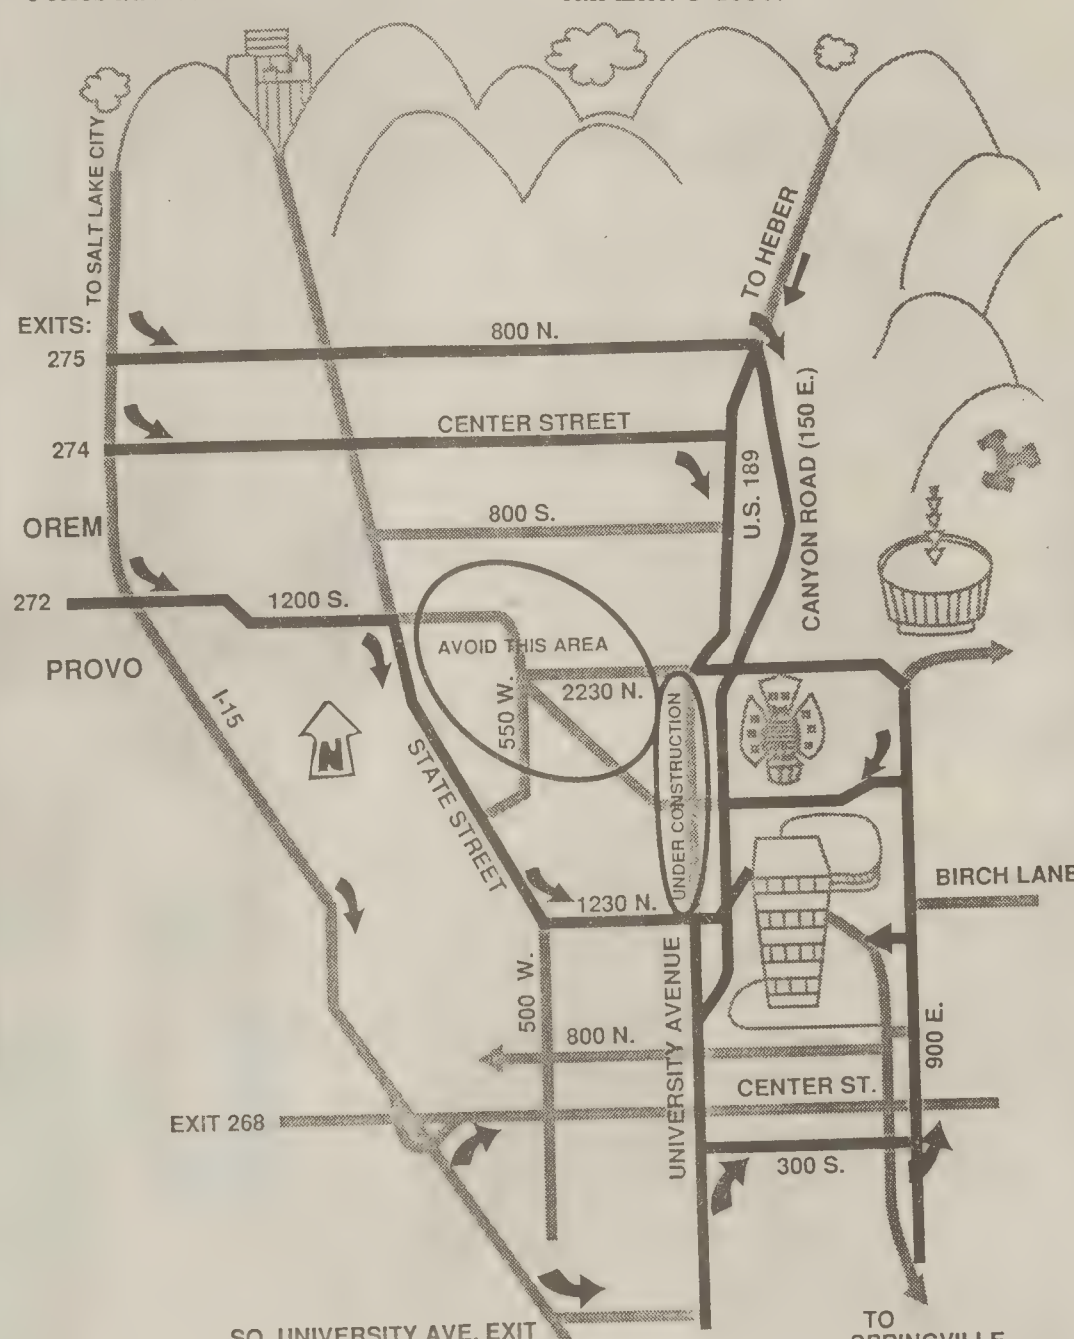 TO SALT LAKE CITY
TO HEBER
EXITS:
275
800 N.
274
CENTER STREET
U.S. 189
CANYON ROAD (150 E.)
800 S.
OREM
272
1200 S.
AVOID THIS AREA
PROVO
I-15
N
550 W.
2230 N.
UNDER CONSTRUCTION
STATE STREET
BIRCH LANE
1230 N.
500 W.
UNIVERSITY AVENUE
800 N.
900 E.
CENTER ST.
EXIT 268
300 S.
SO. UNIVERSITY AVE. EXIT
TO
SPRINGVILLE